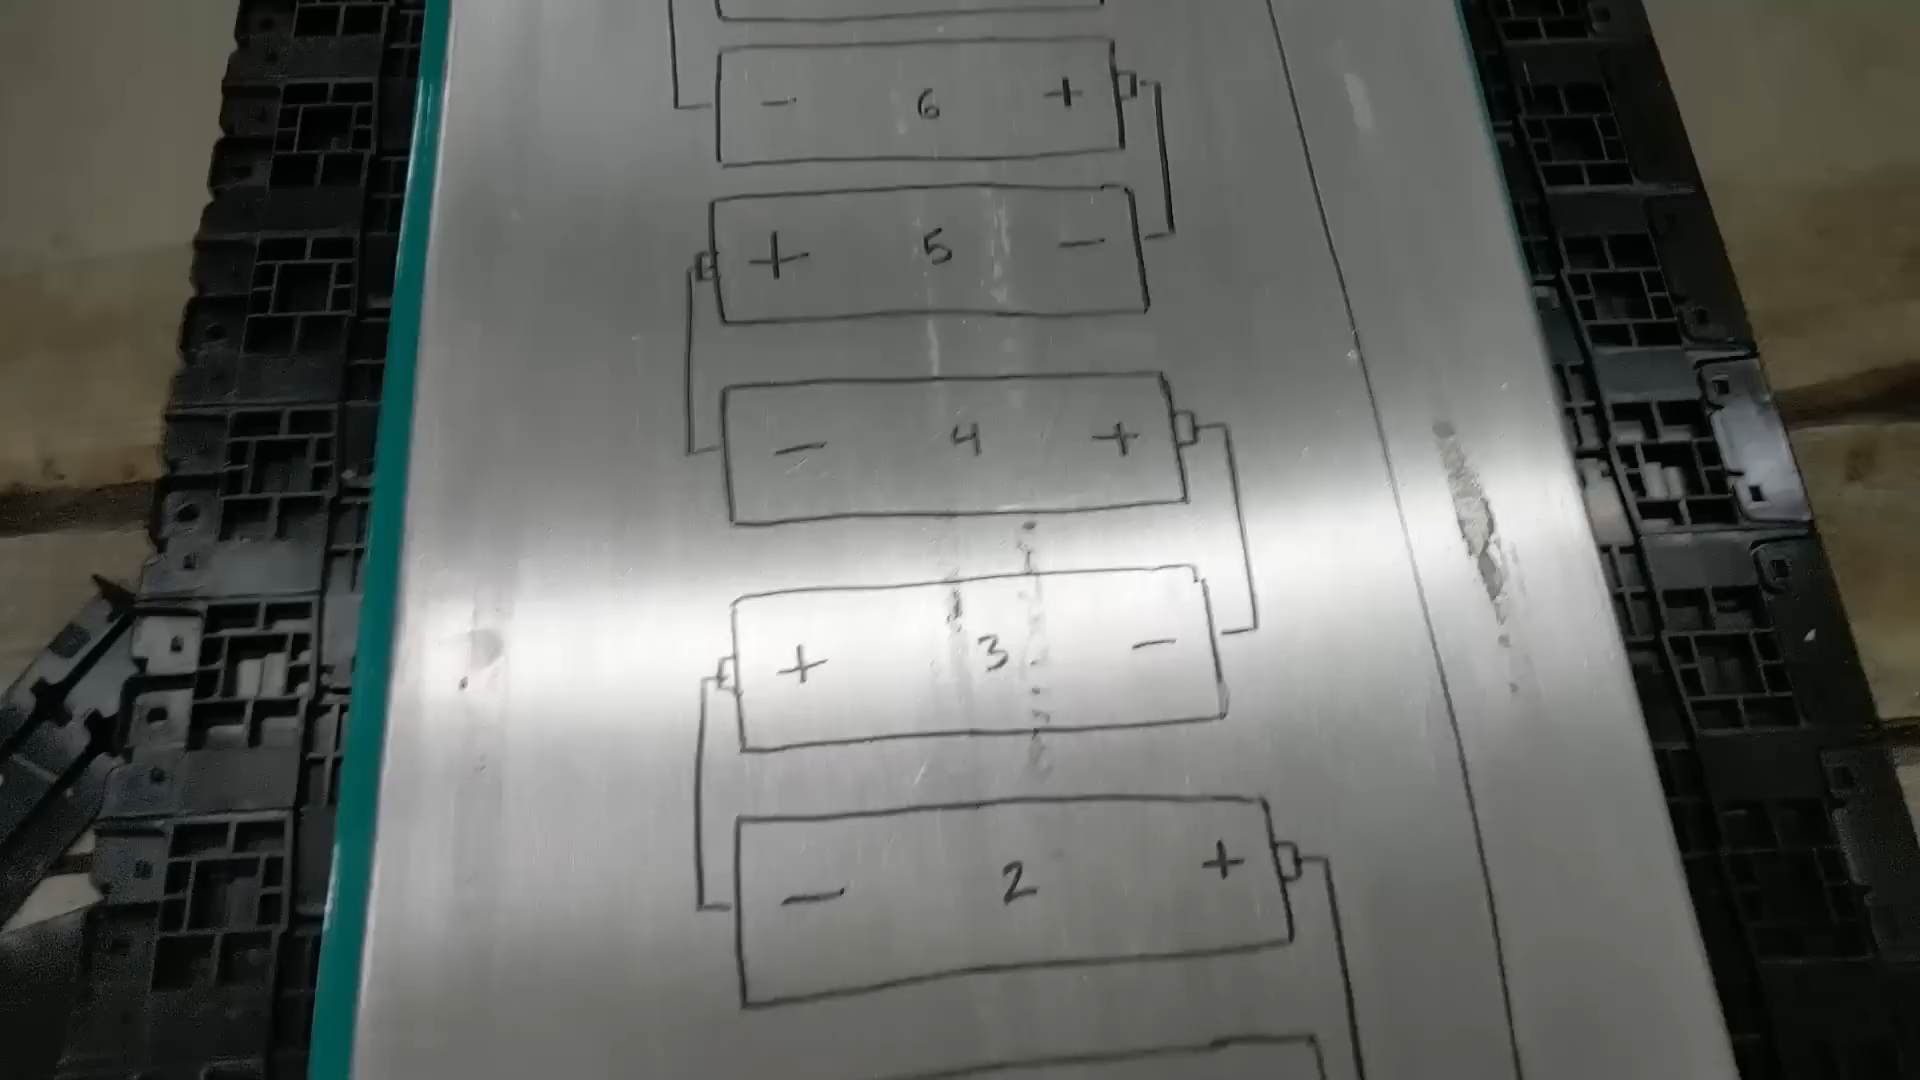 - 6 +
+ 5 -
- 4 +
+ 3 -
- 2 +